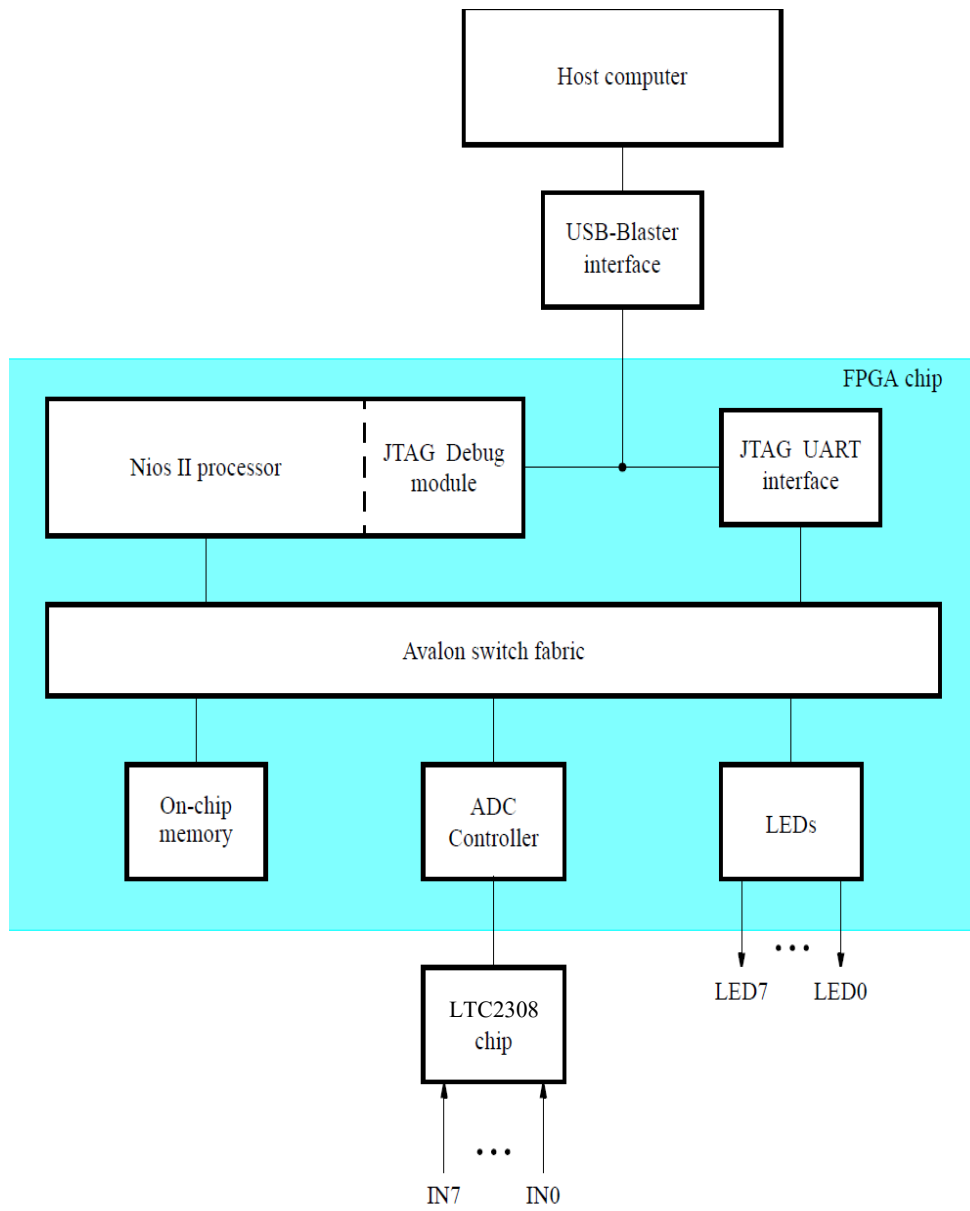 Host computer
USB-Blaster
interface
FPGA chip
Nios II processor
JTAG Debug
module
JTAG UART
interface
Avalon switch fabric
On-chip
memory
ADC
Controller
LEDs
LED7
LED0
LTC2308
chip
IN7
IN0